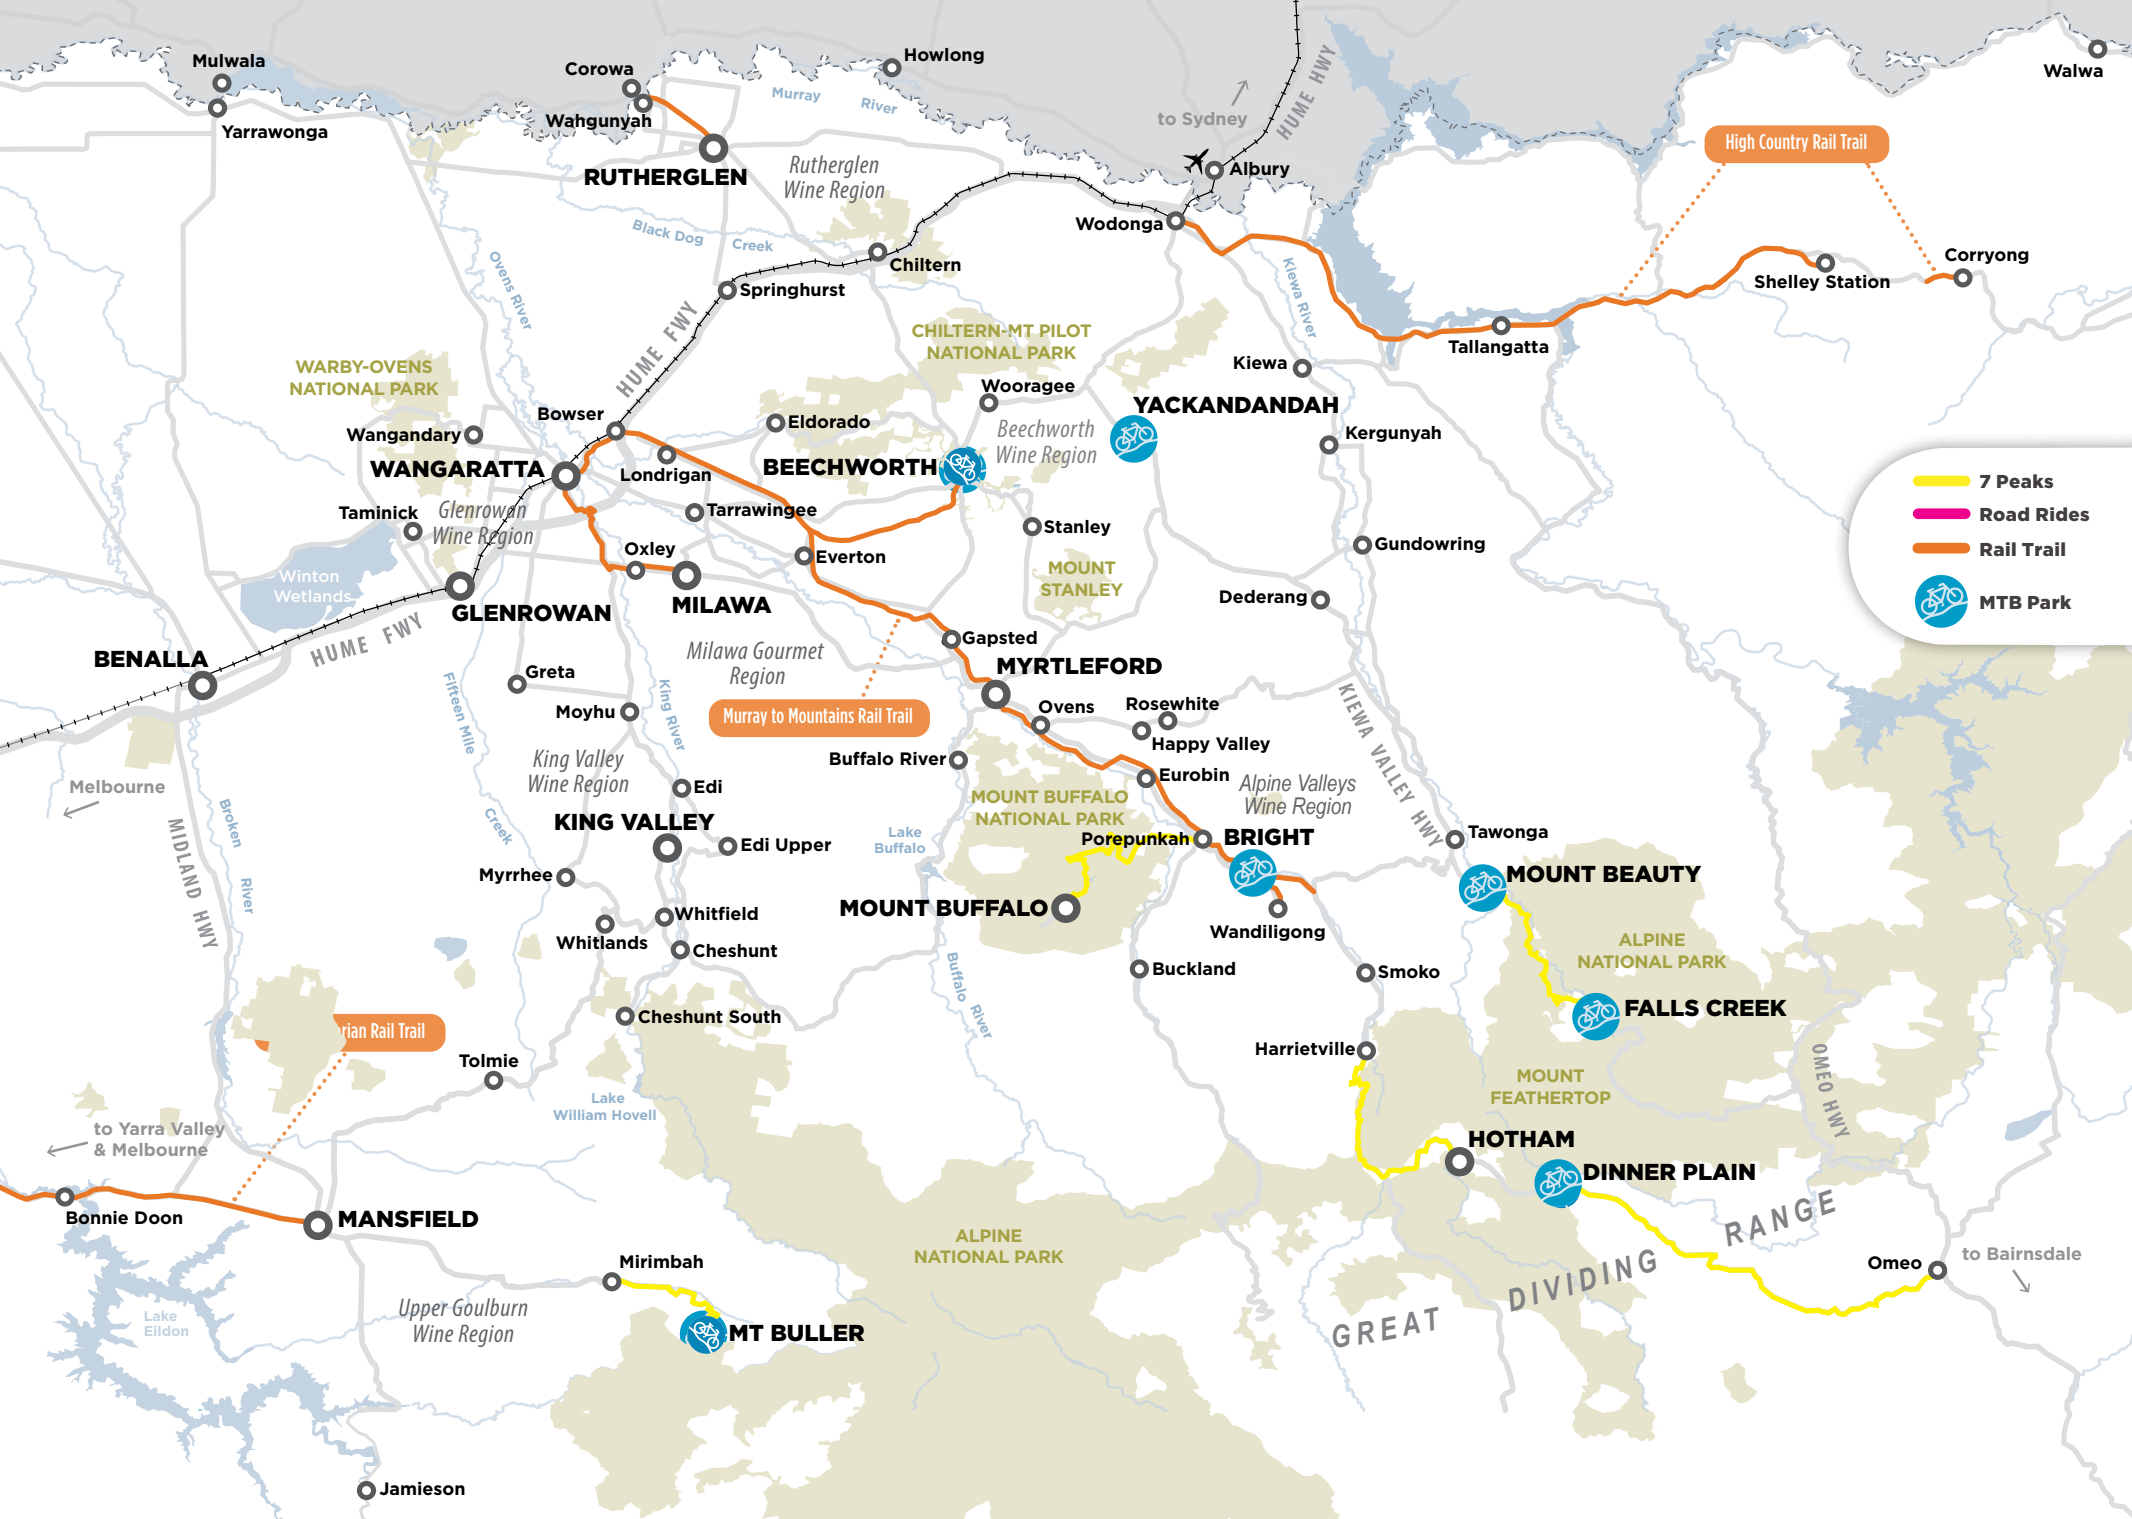 Mulwala
Yarrawonga
Corowa
Wahgunyah
RUTHERGLEN
Howlong
Murray River
Rutherglen
Wine Region
to Sydney
HUME HWY
Albury
Wodonga
Walwa
High Country Rail Trail
Corryong
Shelley Station
Tallangatta
Black Dog Creek
Chiltern
Springhurst
Ovens River
HUME FWY
Kiewa River
Kiewa
CHILTERN-MT PILOT
NATIONAL PARK
WARBY-OVENS
NATIONAL PARK
Wooragee
YACKANDANDAH
Bowser
Eldorado
Wangandary
Beechworth
Wine Region
Kergunyah
WANGARATTA
Londrigan
BEECHWORTH
7 Peaks
Road Rides
Rail Trail
MTB Park
Taminick
Glenrowan
Wine Region
Tarrawingee
Stanley
Oxley
Everton
Gundowring
Winton
Wetlands
MOUNT
STANLEY
GLENROWAN
MILAWA
Dederang
HUME FWY
Gapsted
BENALLA
Milawa Gourmet
Region
MYRTLEFORD
Greta
Fifteen Mile
Creek
King River
Moyhu
Murray to Mountains Rail Trail
Ovens
Rosewhite
Happy Valley
KIEWA VALLEY HWY
King Valley
Wine Region
Buffalo River
Eurobin
Alpine Valleys
Wine Region
Melbourne
Edi
MOUNT BUFFALO
NATIONAL PARK
Broken
River
MIDLAND HWY
KING VALLEY
Edi Upper
Lake
Buffalo
Porepunkah
BRIGHT
Tawonga
Myrrhee
MOUNT BEAUTY
MOUNT BUFFALO
Whitfield
Whitlands
Wandiligong
Cheshunt
Buckland
Smoko
ALPINE
NATIONAL PARK
Buffalo River
FALLS CREEK
Cheshunt South
rian Rail Trail
Harrietville
Tolmie
OMEO HWY
Lake
William Hovell
MOUNT
FEATHERTOP
to Yarra Valley
& Melbourne
HOTHAM
DINNER PLAIN
Bonnie Doon
MANSFIELD
GREAT DIVIDING RANGE
ALPINE
NATIONAL PARK
Mirimbah
Omeo
to Bairnsdale
Lake
Eildon
Upper Goulburn
Wine Region
MT BULLER
Jamieson